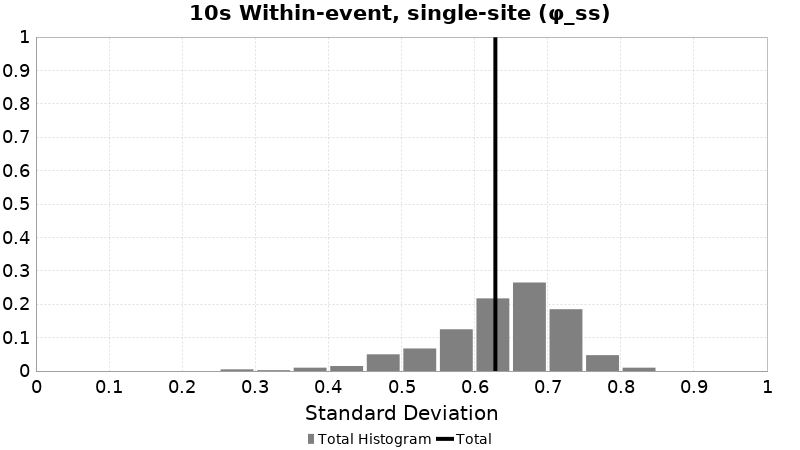 10s Within-event, single-site (φ_ss)
1
0.9
0.8
0.7
0.6
0.5
0.4
0.3
0.2
0.1
0
0 0.1 0.2 0.3 0.4 0.5 0.6 0.7 0.8 0.9 1
Standard Deviation
Total Histogram Total